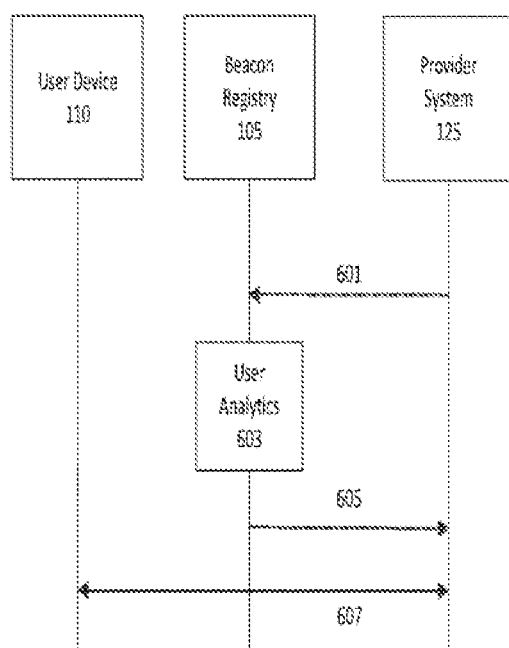 User Device
110
Beacon
Registry
105
Provider
System
125
601
User
Analytics
603
605
607